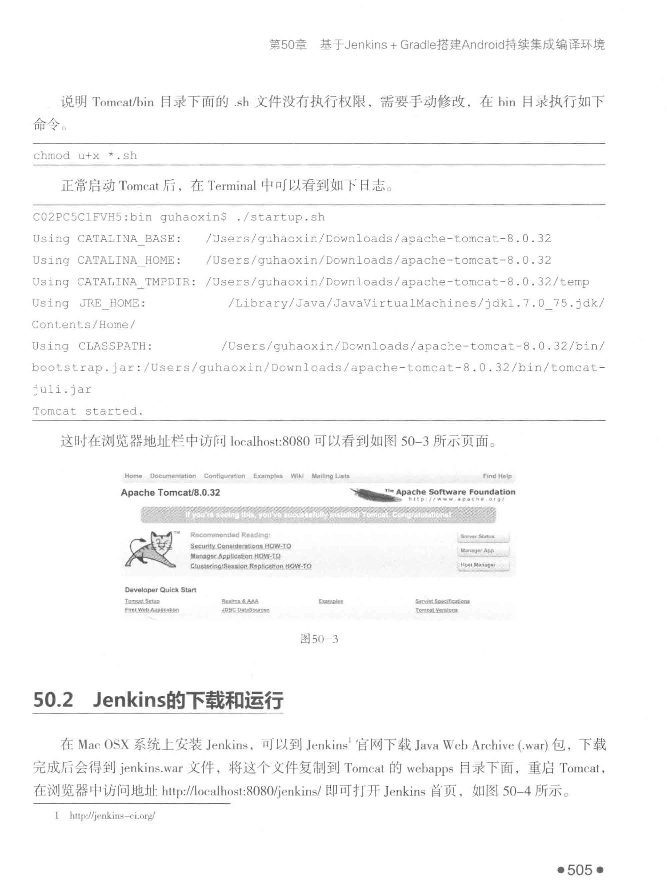 第50章 基于Jenkins + Gradle搭建Android持续集成编译环境
说明 Tomcat/bin 目录下面的 .sh 文件没有执行权限，需要手动修改，在 bin 目录执行如下
命令。
chmod u+x *.sh
正常启动 Tomcat 后，在 Terminal 中可以看到如下日志。
C02PC5C1FVH5:bin guhaoxin$ ./startup.sh
Using CATALINA_BASE: /Users/guhaoxin/Downloads/apache-tomcat-8.0.32
Using CATALINA_HOME: /Users/guhaoxin/Downloads/apache-tomcat-8.0.32
Using CATALINA_TMPDIR: /Users/guhaoxin/Downloads/apache-tomcat-8.0.32/temp
Using JRE_HOME: /Library/Java/JavaVirtualMachines/jdk1.7.0_75.jdk/
Contents/Home/
Using CLASSPATH: /Users/guhaoxin/Downloads/apache-tomcat-8.0.32/bin/
bootstrap.jar:/Users/guhaoxin/Downloads/apache-tomcat-8.0.32/bin/tomcat-
juli.jar
Tomcat started.
这时在浏览器地址栏中访问 localhost:8080 可以看到如图 50-3 所示页面。
Home Documentation Configuration Examples Wiki Mailing Lists Find Help
Apache Tomcat/8.0.32
™ Apache Software Foundation
http://www.apache.org/
If you're seeing this, you've successfully installed Tomcat. Congratulations!
Recommended Reading:
Security Considerations HOW-TO
Manager Application HOW-TO
Clustering/Session Replication HOW-TO
Server Status
Manager App
Host Manager
Developer Quick Start
Tomcat Setup Realms & AAA Examples Servlet Specifications
First Web Application JDBC DataSources Tomcat Versions
图50-3
50.2 Jenkins的下载和运行
在 Mac OSX 系统上安装 Jenkins，可以到 Jenkins¹ 官网下载 Java Web Archive (.war) 包，下载
完成后会得到 jenkins.war 文件，将这个文件复制到 Tomcat 的 webapps 目录下面，重启 Tomcat，
在浏览器中访问地址 http://localhost:8080/jenkins/ 即可打开 Jenkins 首页，如图 50-4 所示。
1 http://jenkins-ci.org/
●505●